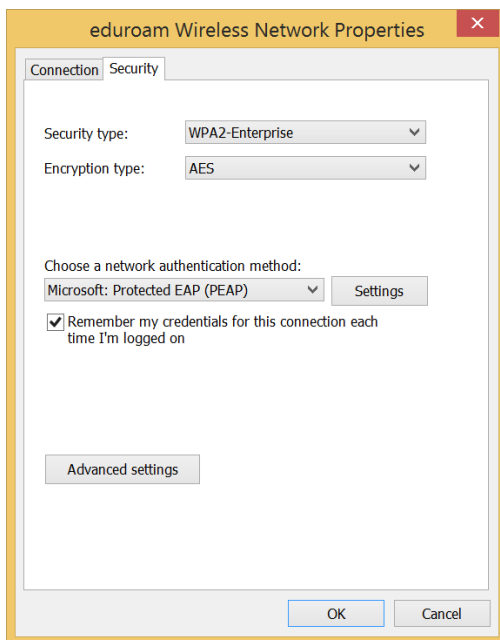 eduroam Wireless Network Properties
Connection
Security
Security type:
WPA2-Enterprise
Encryption type:
AES
Choose a network authentication method:
Microsoft: Protected EAP (PEAP)
Settings
Remember my credentials for this connection each
time I'm logged on
Advanced settings
OK
Cancel